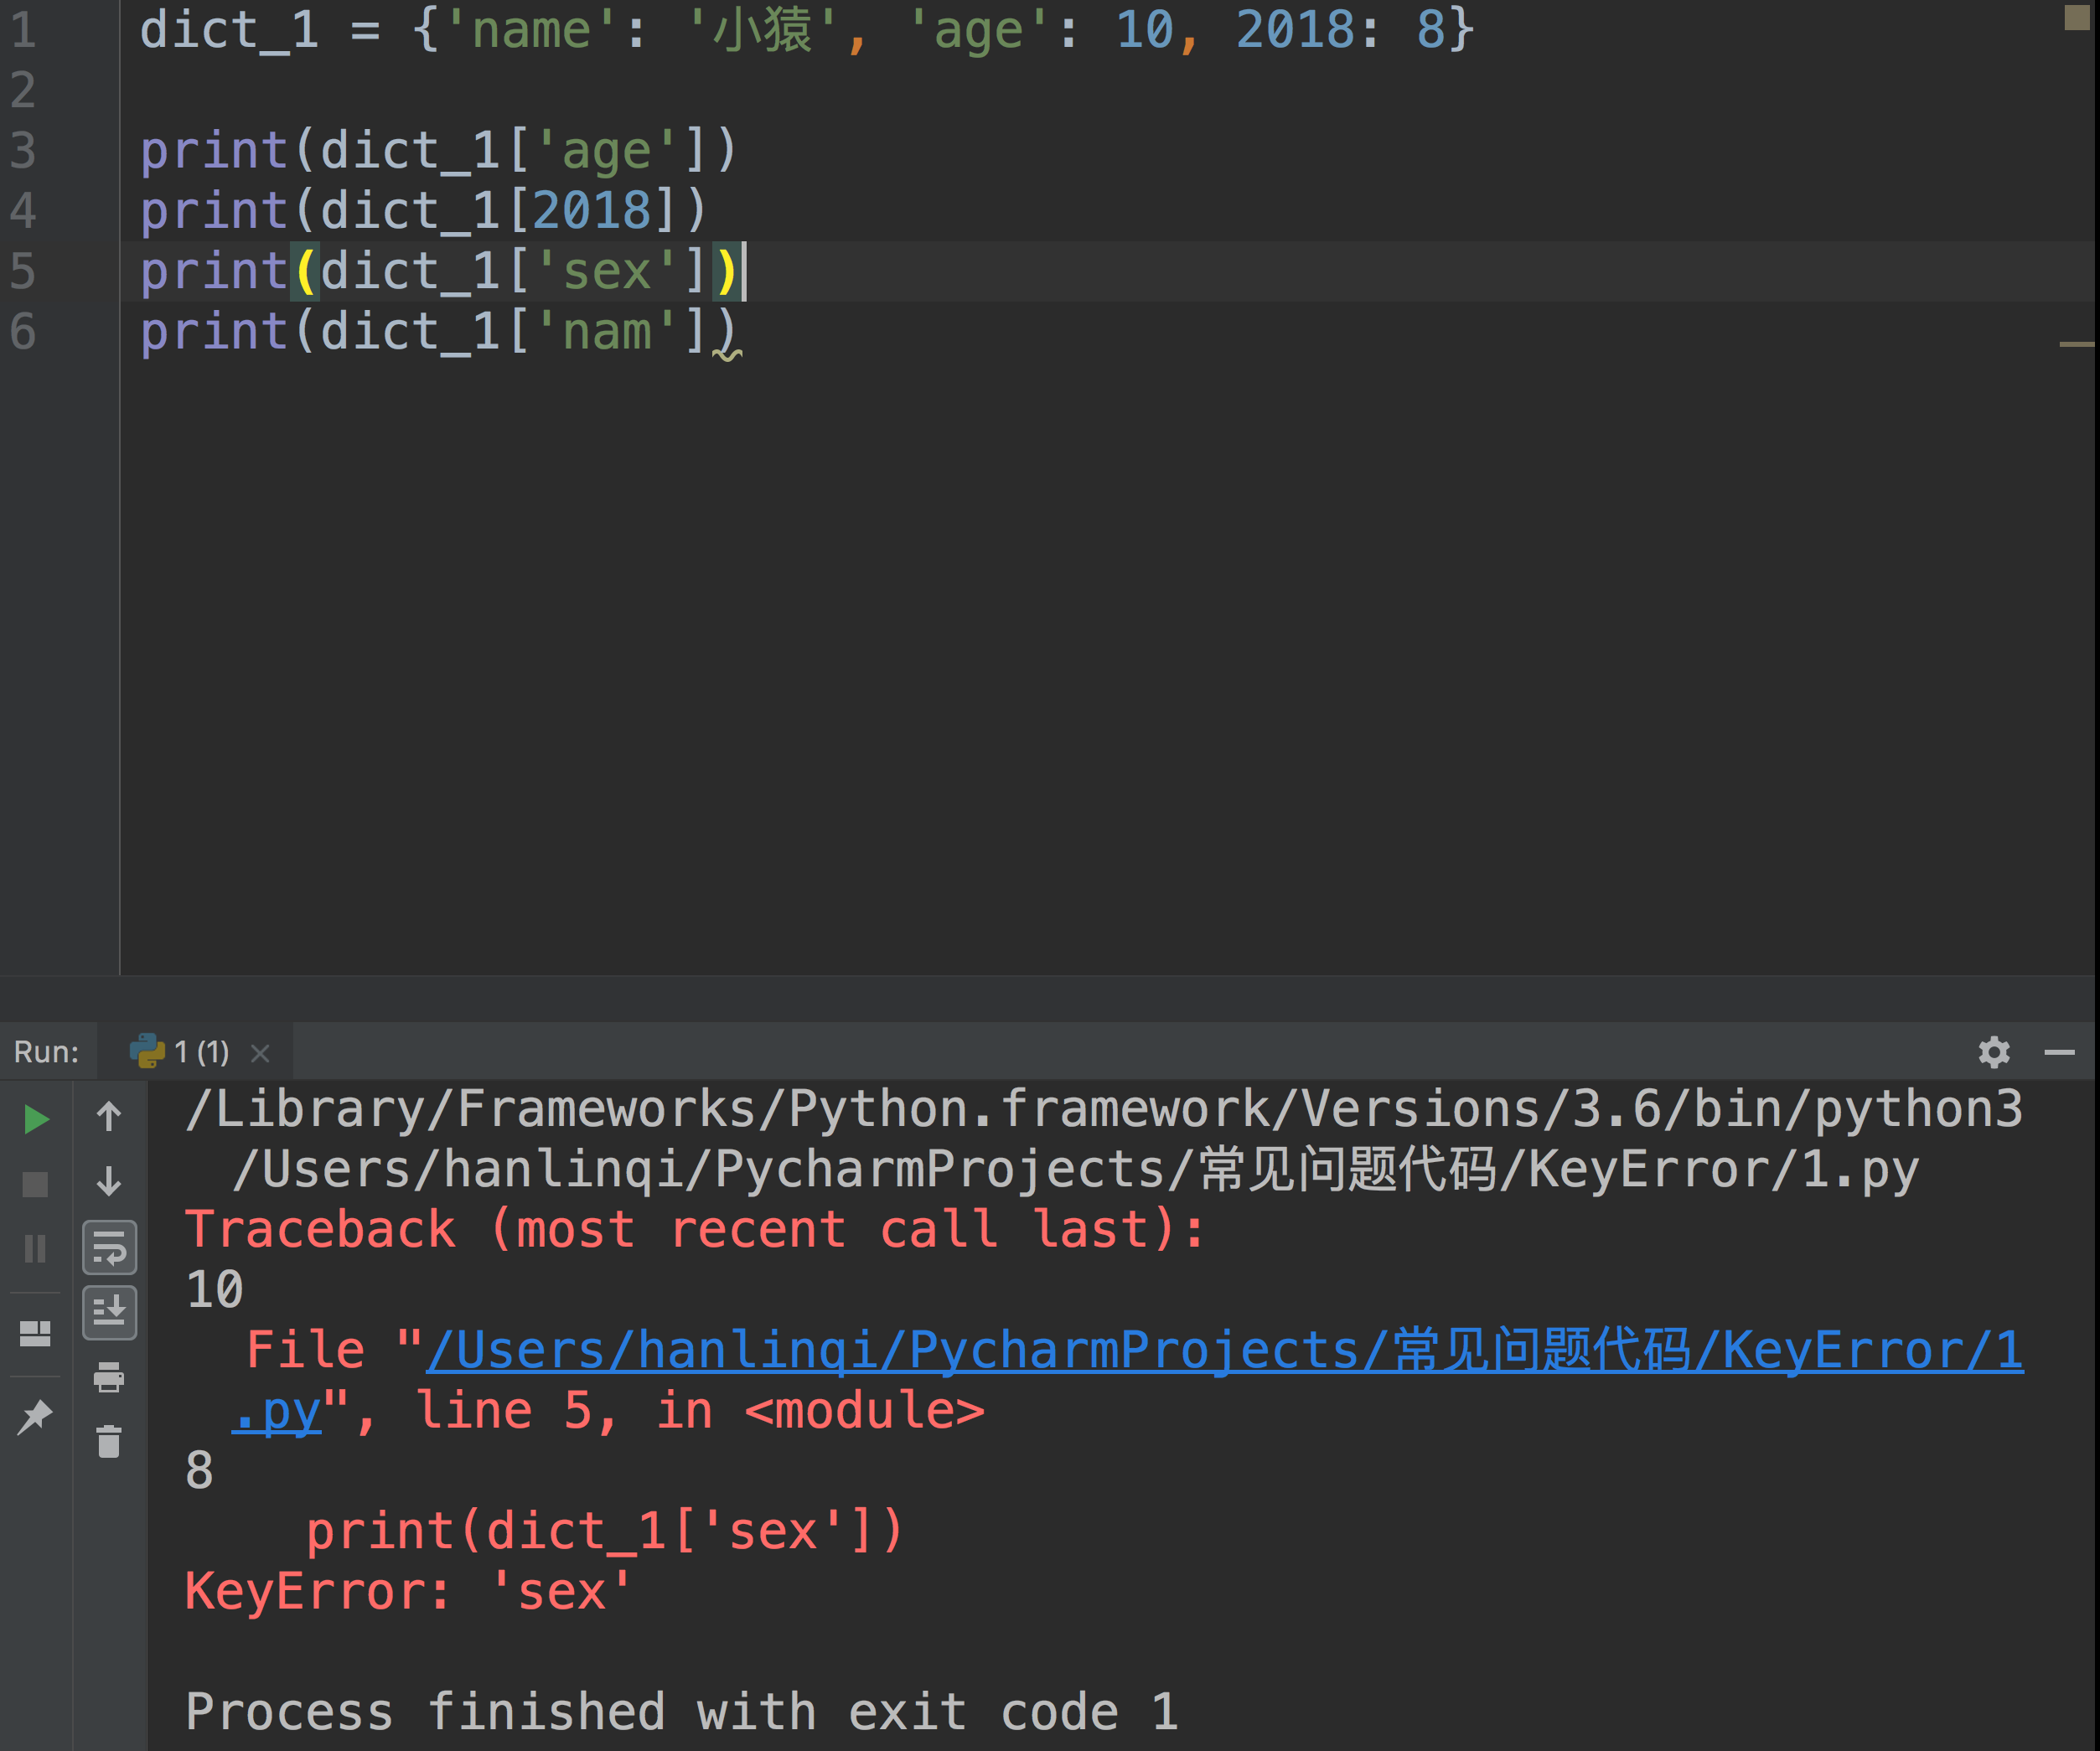 1 dict_1 = {'name': '小猿', 'age': 10, 2018: 8}
2
3 print(dict_1['age'])
4 print(dict_1[2018])
5 print(dict_1['sex'])
6 print(dict_1['nam'])
Run: 1 (1)
/Library/Frameworks/Python.framework/Versions/3.6/bin/python3
/Users/hanlinqi/PycharmProjects/常见问题代码/KeyError/1.py
Traceback (most recent call last):
10
File "/Users/hanlinqi/PycharmProjects/常见问题代码/KeyError/1
.py", line 5, in <module>
8
print(dict_1['sex'])
KeyError: 'sex'
Process finished with exit code 1